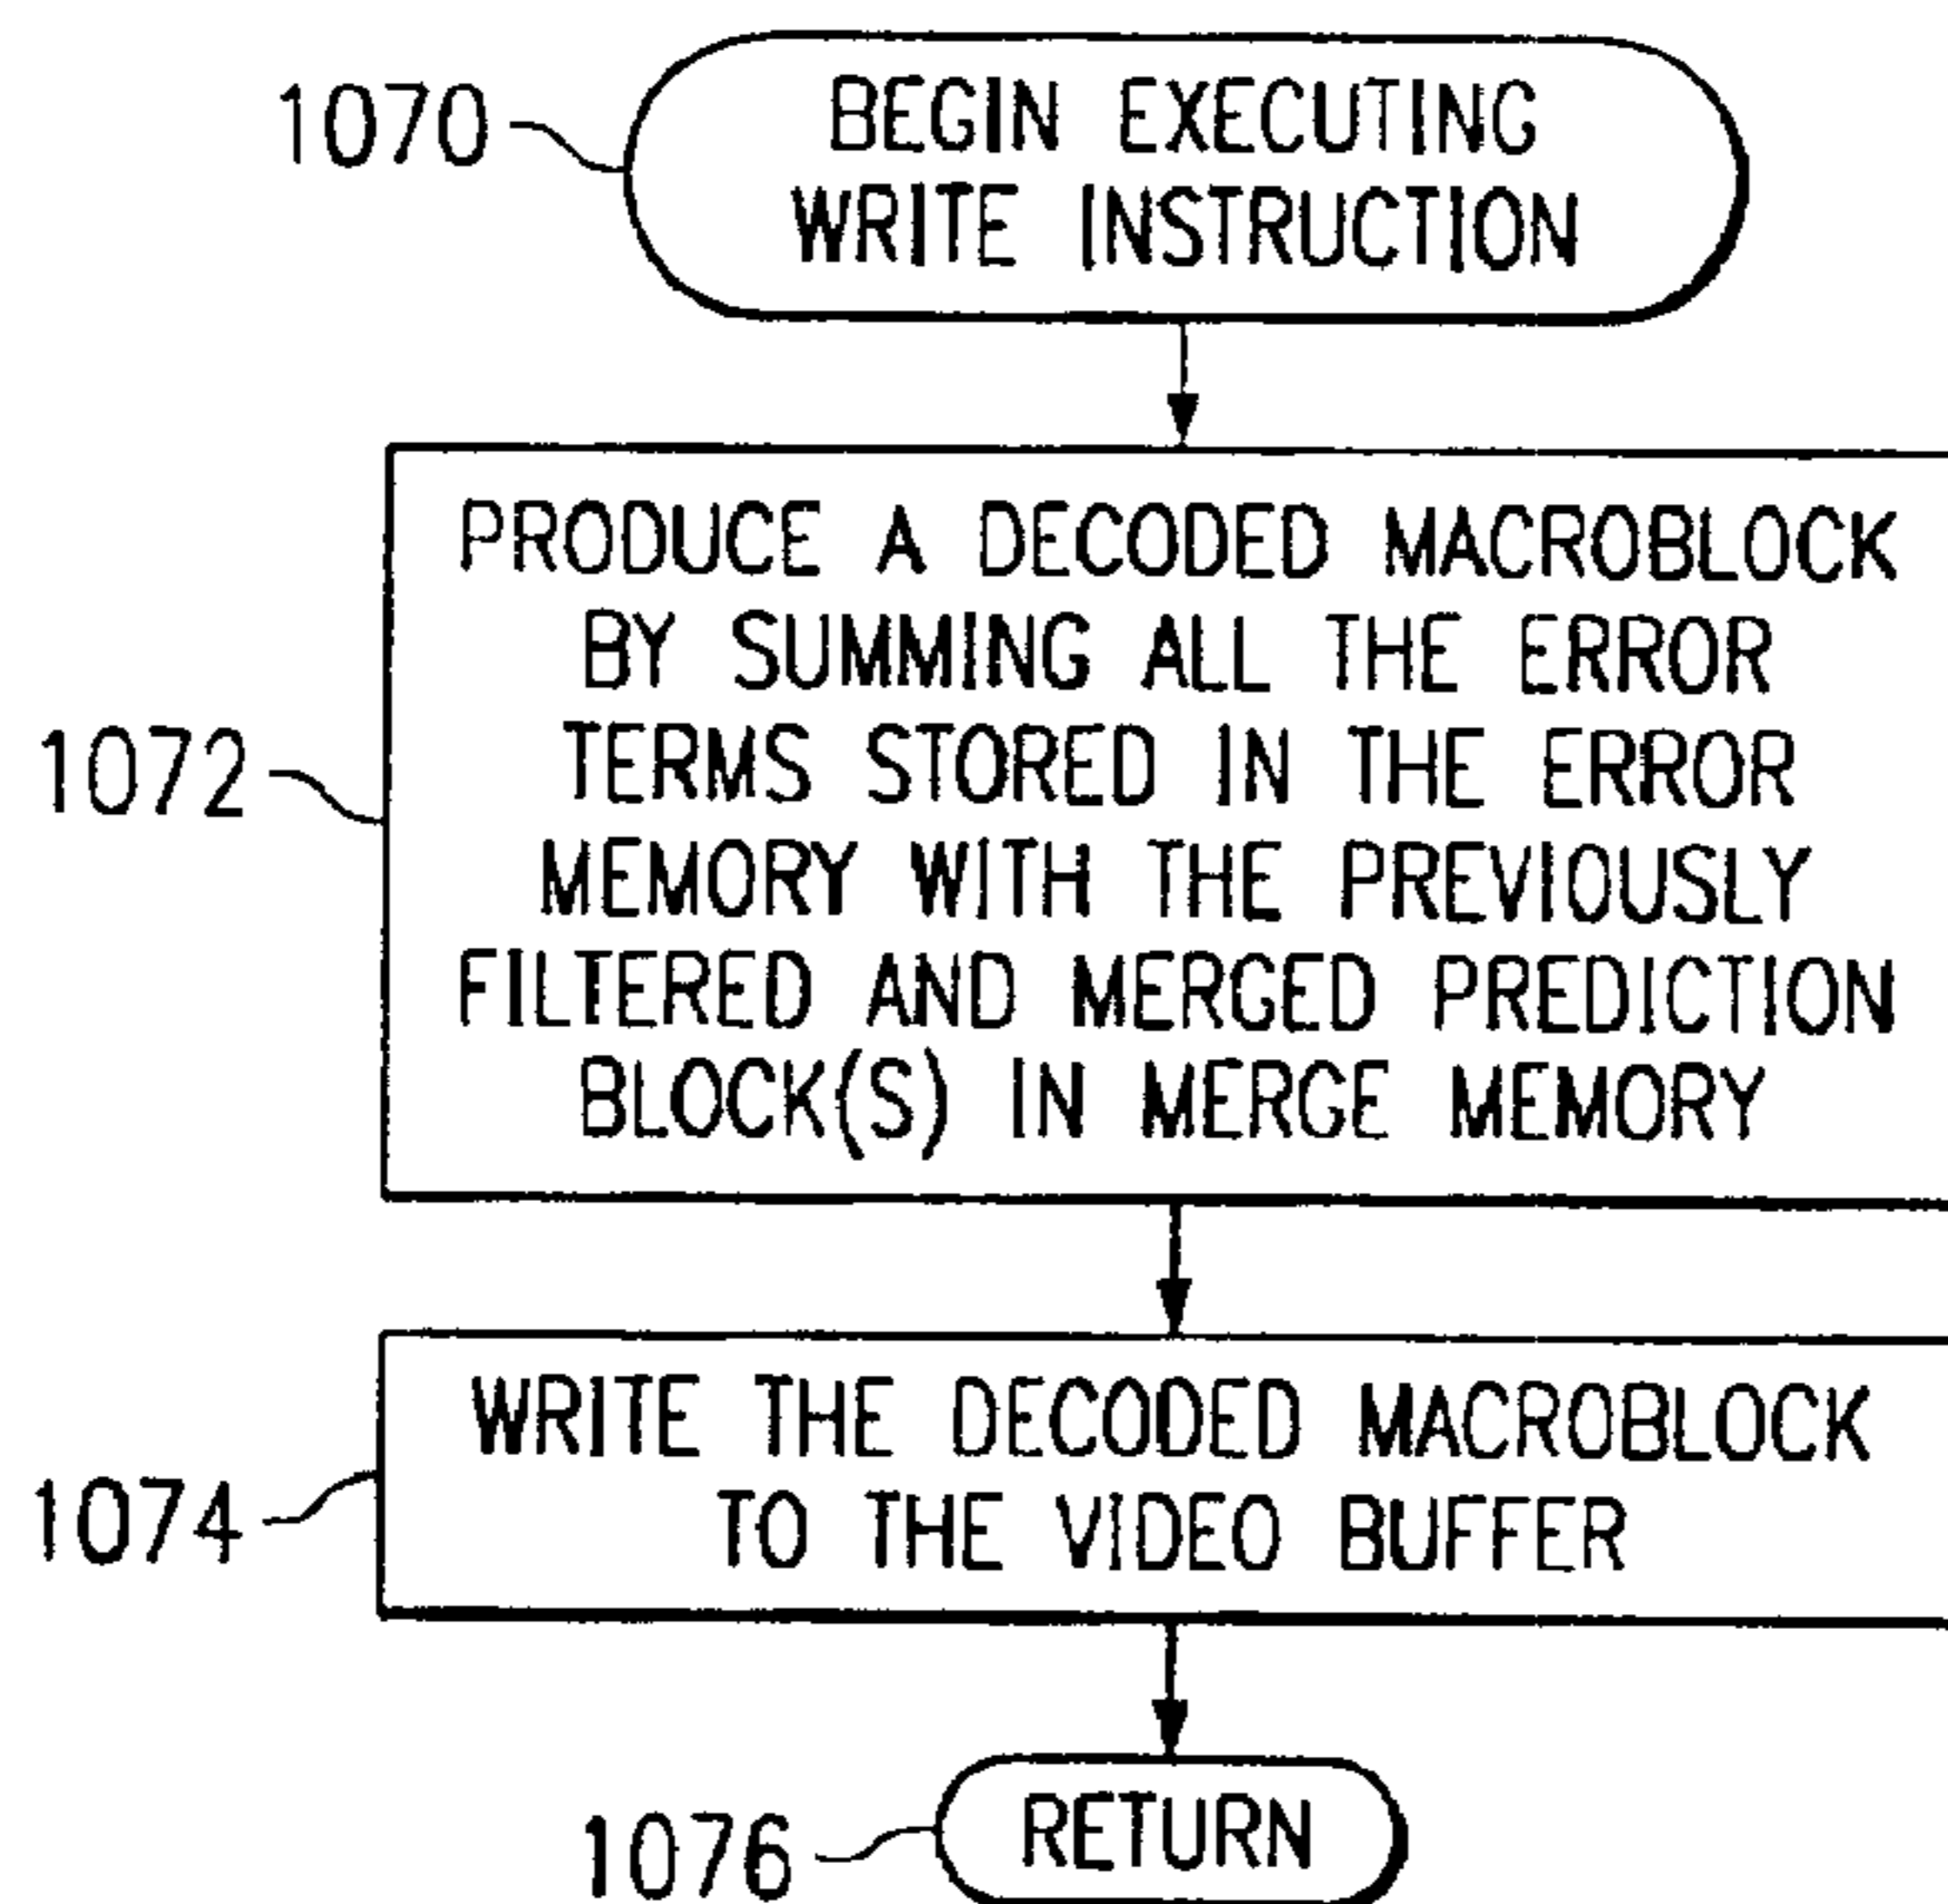 1070
BEGIN EXECUTING
WRITE INSTRUCTION
1072
PRODUCE A DECODED MACROBLOCK
BY SUMMING ALL THE ERROR
TERMS STORED IN THE ERROR
MEMORY WITH THE PREVIOUSLY
FILTERED AND MERGED PREDICTION
BLOCK(S) IN MERGE MEMORY
1074
WRITE THE DECODED MACROBLOCK
TO THE VIDEO BUFFER
1076
RETURN